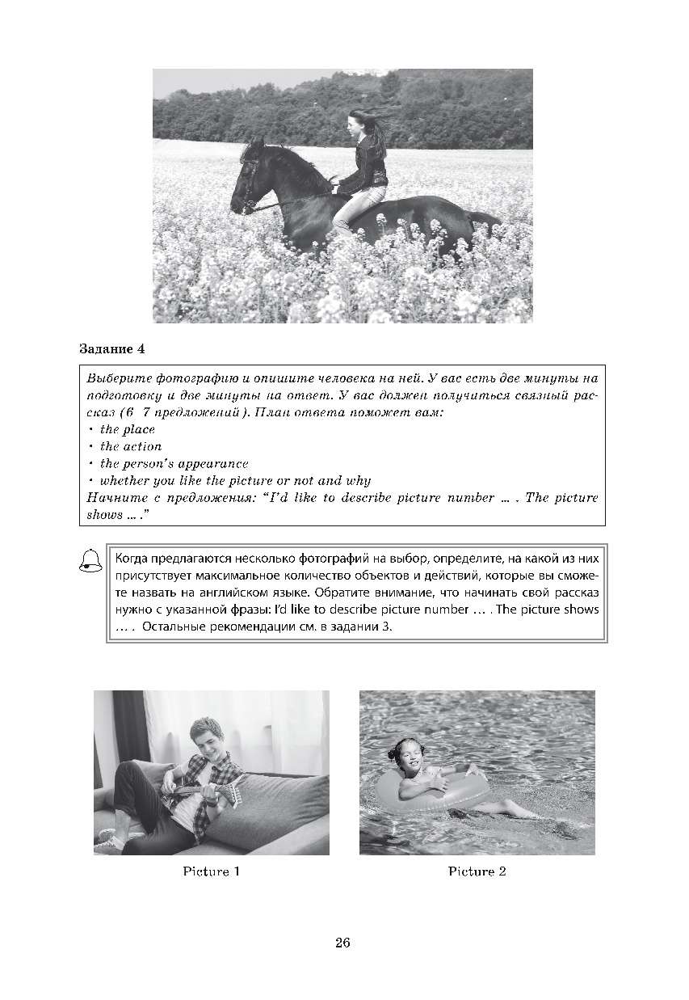 Задание 4
Выберите фотографию и опишите человека на ней. У вас есть две минуты на
подготовку и две минуты на ответ. У вас должен получиться связный рас-
сказ (6 7 предложений). План ответа поможет вам:
• the place
• the action
• the person's appearance
• whether you like the picture or not and why
Начните с предложения: “I'd like to describe picture number ... . The picture
shows ... .”
Когда предлагаются несколько фотографий на выбор, определите, на какой из них
присутствует максимальное количество объектов и действий, которые вы сможе-
те назвать на английском языке. Обратите внимание, что начинать свой рассказ
нужно с указанной фразы: I'd like to describe picture number ... . The picture shows
... . Остальные рекомендации см. в задании 3.
Picture 1
Picture 2
26